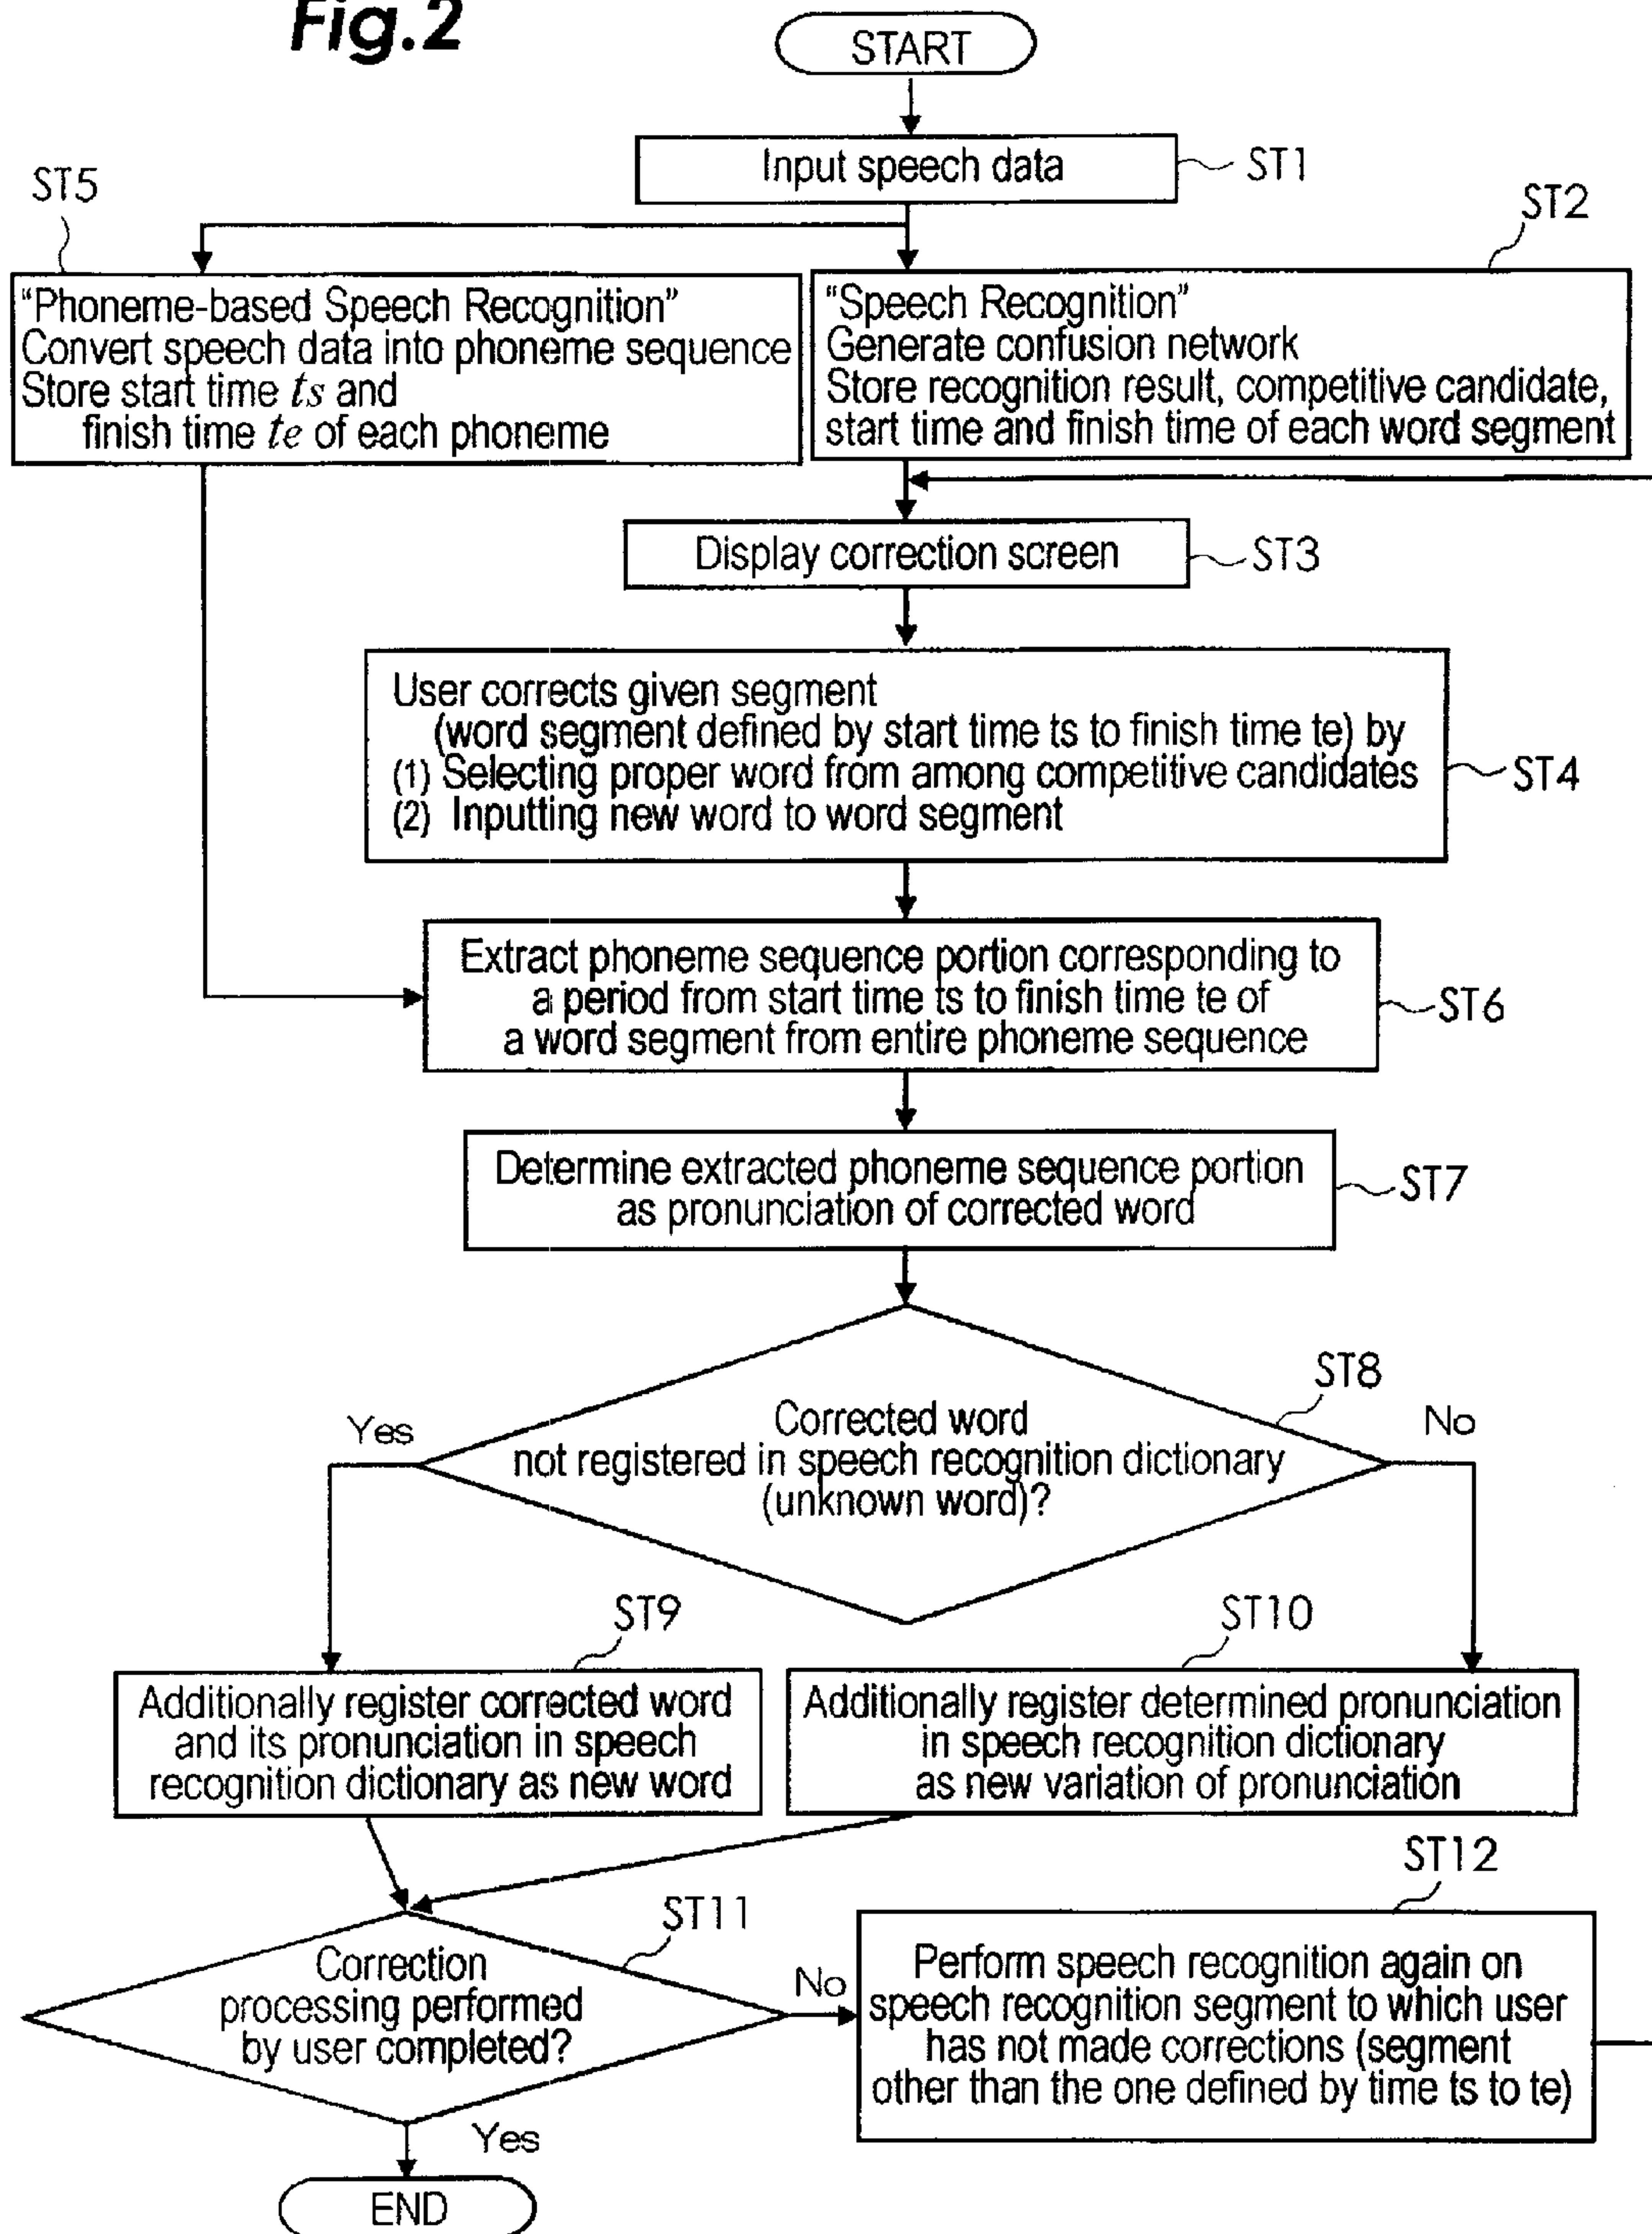 Fig.2
START
Input speech data
ST1
ST5
ST2
“Phoneme-based Speech Recognition”
Convert speech data into phoneme sequence
Store start time ts and
finish time te of each phoneme
“Speech Recognition”
Generate confusion network
Store recognition result, competitive candidate,
start time and finish time of each word segment
Display correction screen
ST3
User corrects given segment
(word segment defined by start time ts to finish time te) by
(1) Selecting proper word from among competitive candidates
(2) Inputting new word to word segment
ST4
Extract phoneme sequence portion corresponding to
a period from start time ts to finish time te of
a word segment from entire phoneme sequence
ST6
Determine extracted phoneme sequence portion
as pronunciation of corrected word
ST7
ST8
Yes
No
Corrected word
not registered in speech recognition dictionary
(unknown word)?
ST9
ST10
Additionally register corrected word
and its pronunciation in speech
recognition dictionary as new word
Additionally register determined pronunciation
in speech recognition dictionary
as new variation of pronunciation
ST12
ST11
Correction
processing performed
by user completed?
No
Perform speech recognition again on
speech recognition segment to which user
has not made corrections (segment
other than the one defined by time ts to te)
Yes
END